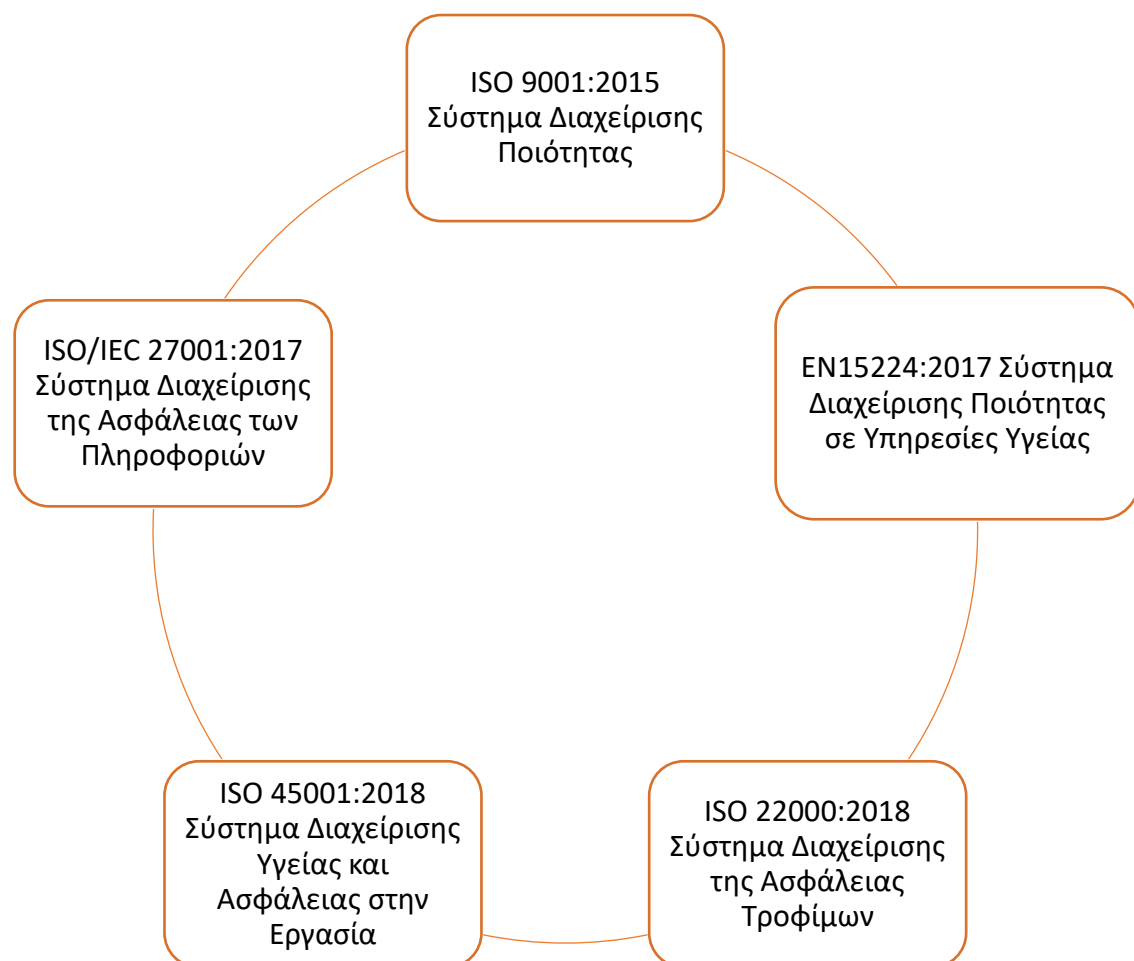 ISO 9001:2015
Σύστημα Διαχείρισης
Ποιότητας
EN15224:2017 Σύστημα
Διαχείρισης Ποιότητας
σε Υπηρεσίες Υγείας
ISO 22000:2018
Σύστημα Διαχείρισης
της Ασφάλειας
Τροφίμων
ISO 45001:2018
Σύστημα Διαχείρισης
Υγείας και
Ασφάλειας στην
Εργασία
ISO/IEC 27001:2017
Σύστημα Διαχείρισης
της Ασφάλειας των
Πληροφοριών